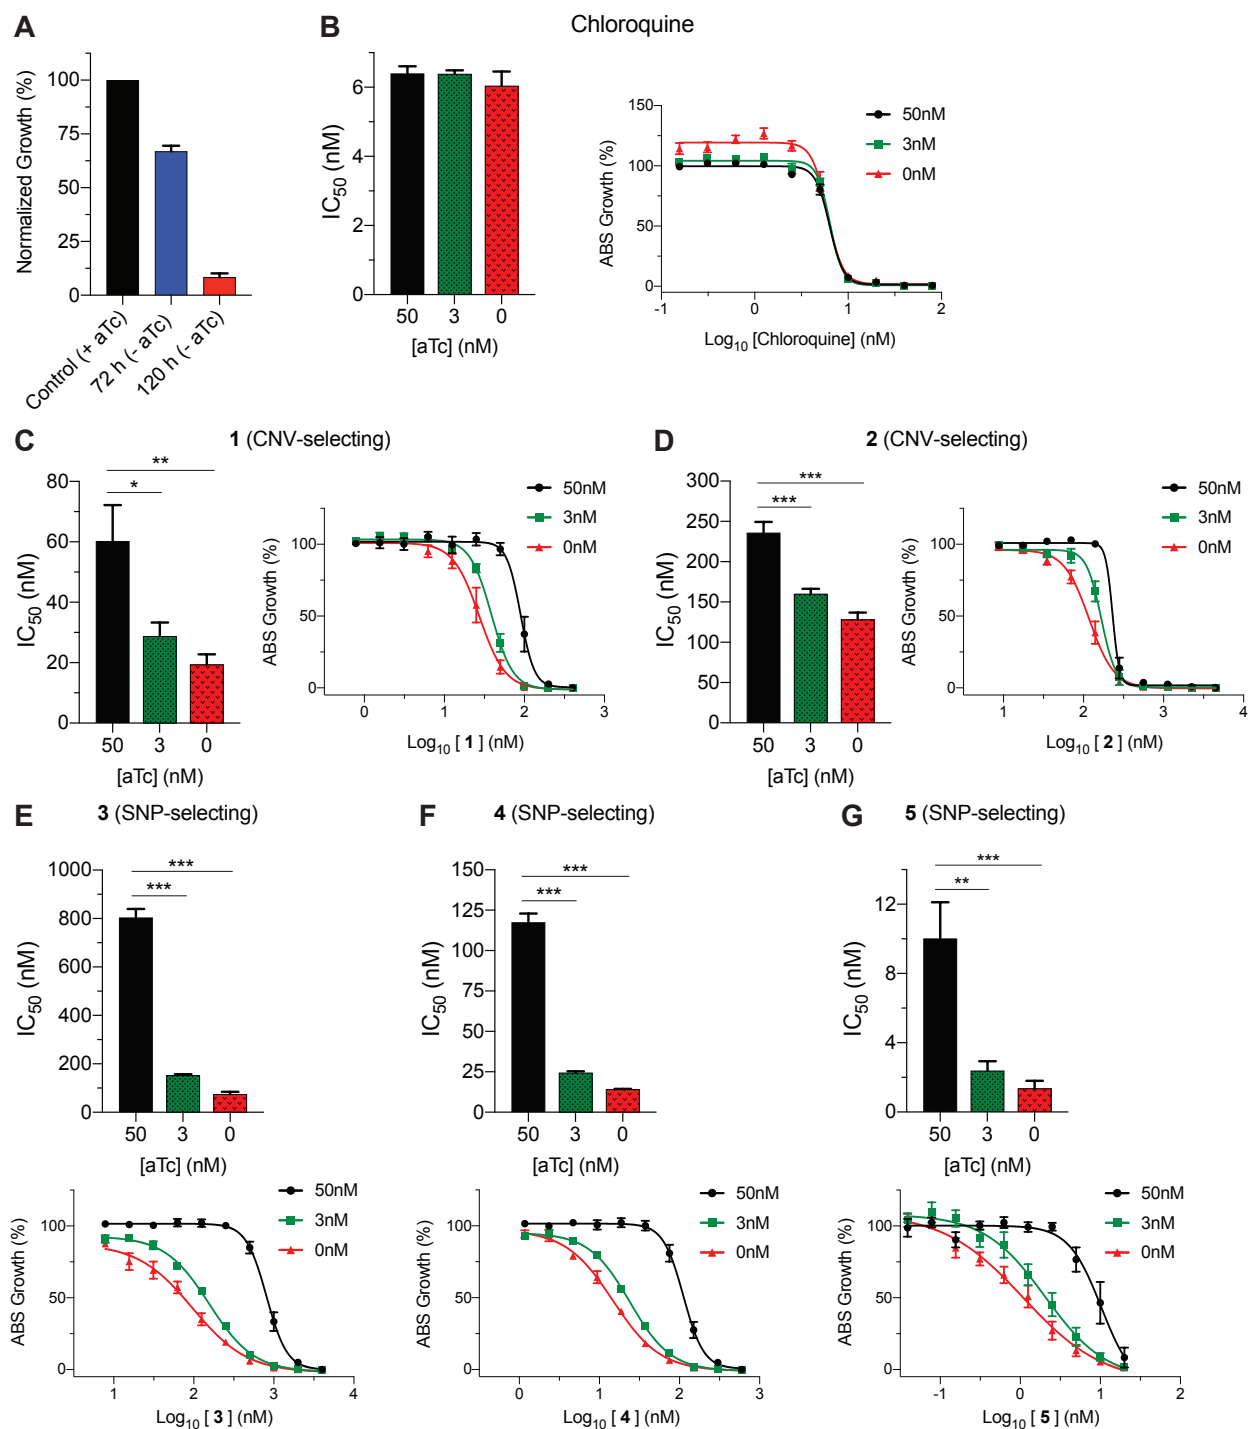 A
Normalized Growth (%)
100
75
50
25
0
Control (+ aTc)
72 h (- aTc)
120 h (- aTc)
B
Chloroquine
IC50 (nM)
6
4
2
0
50 3 0
[aTc] (nM)
ABS Growth (%)
150
100
50
0
-1 0 1 2
Log10 [Chloroquine] (nM)
50nM
3nM
0nM
C
1 (CNV-selecting)
**
*
IC50 (nM)
80
60
40
20
0
50 3 0
[aTc] (nM)
ABS Growth (%)
100
50
0
0 1 2 3
Log10 [ 1 ] (nM)
50nM
3nM
0nM
D
2 (CNV-selecting)
***
***
IC50 (nM)
300
250
200
150
100
50
0
50 3 0
[aTc] (nM)
ABS Growth (%)
100
50
0
1 2 3 4
Log10 [ 2 ] (nM)
50nM
3nM
0nM
E
3 (SNP-selecting)
***
***
IC50 (nM)
1000
800
600
400
200
0
50 3 0
[aTc] (nM)
ABS Growth (%)
100
50
0
1 2 3 4
Log10 [ 3 ] (nM)
50nM
3nM
0nM
F
4 (SNP-selecting)
***
***
IC50 (nM)
150
125
100
75
50
25
0
50 3 0
[aTc] (nM)
ABS Growth (%)
100
50
0
0 1 2 3
Log10 [ 4 ] (nM)
50nM
3nM
0nM
G
5 (SNP-selecting)
***
**
IC50 (nM)
12
8
4
0
50 3 0
[aTc] (nM)
ABS Growth (%)
100
50
0
-1 0 1 2
Log10 [ 5 ] (nM)
50nM
3nM
0nM